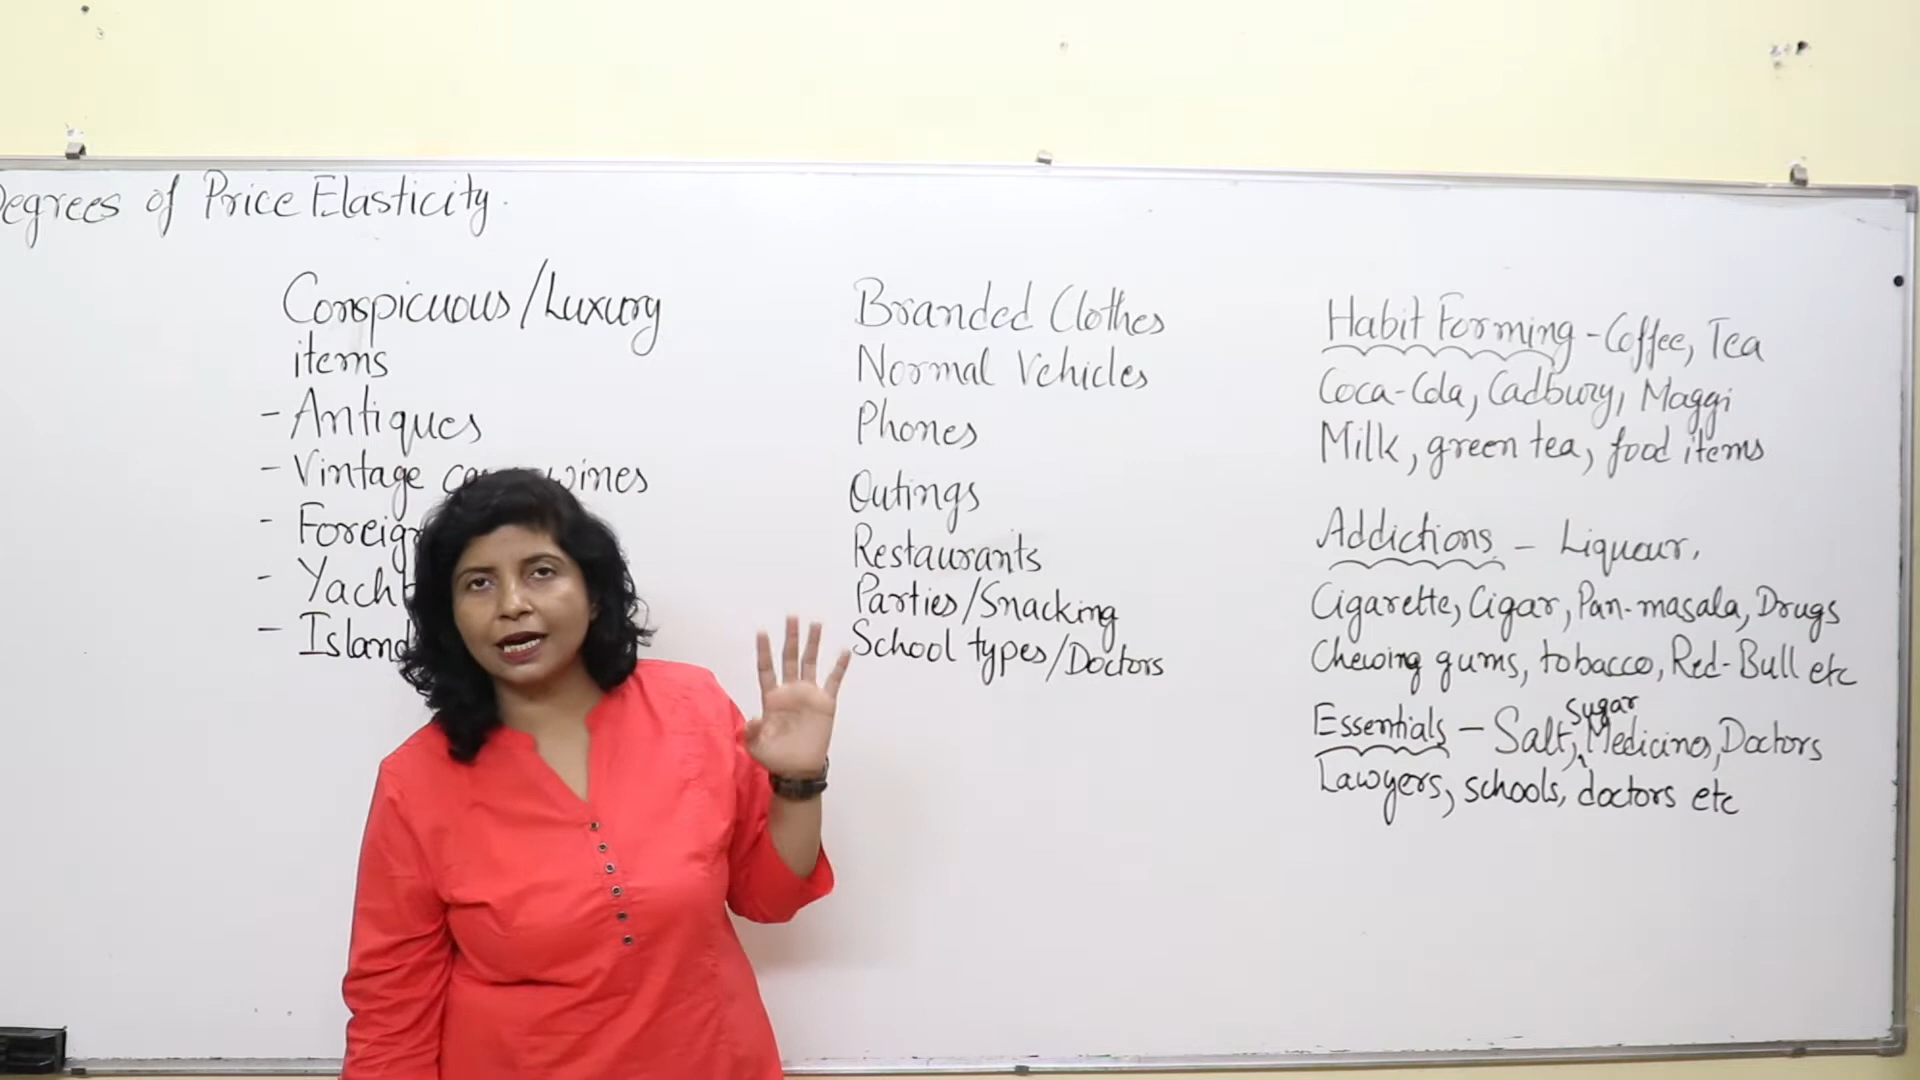 Degrees of Price Elasticity.
Conspicuous/Luxury
items
- Antiques
- Vintage wines
- Foreign
- Yacht
- Island
Branded Clothes
Normal Vehicles
Phones
Outings
Restaurants
Parties/Snacking
School types/Doctors
Habit Forming - Coffee, Tea
Coca-Cola, Cadbury, Maggi
Milk, green tea, food items
Addictions - Liqueur,
Cigarette, Cigar, Pan-masala, Drugs
Chewing gums, tobacco, Red-Bull etc
sugar
Essentials - Salt, Medicines, Doctors
Lawyers, schools, doctors etc